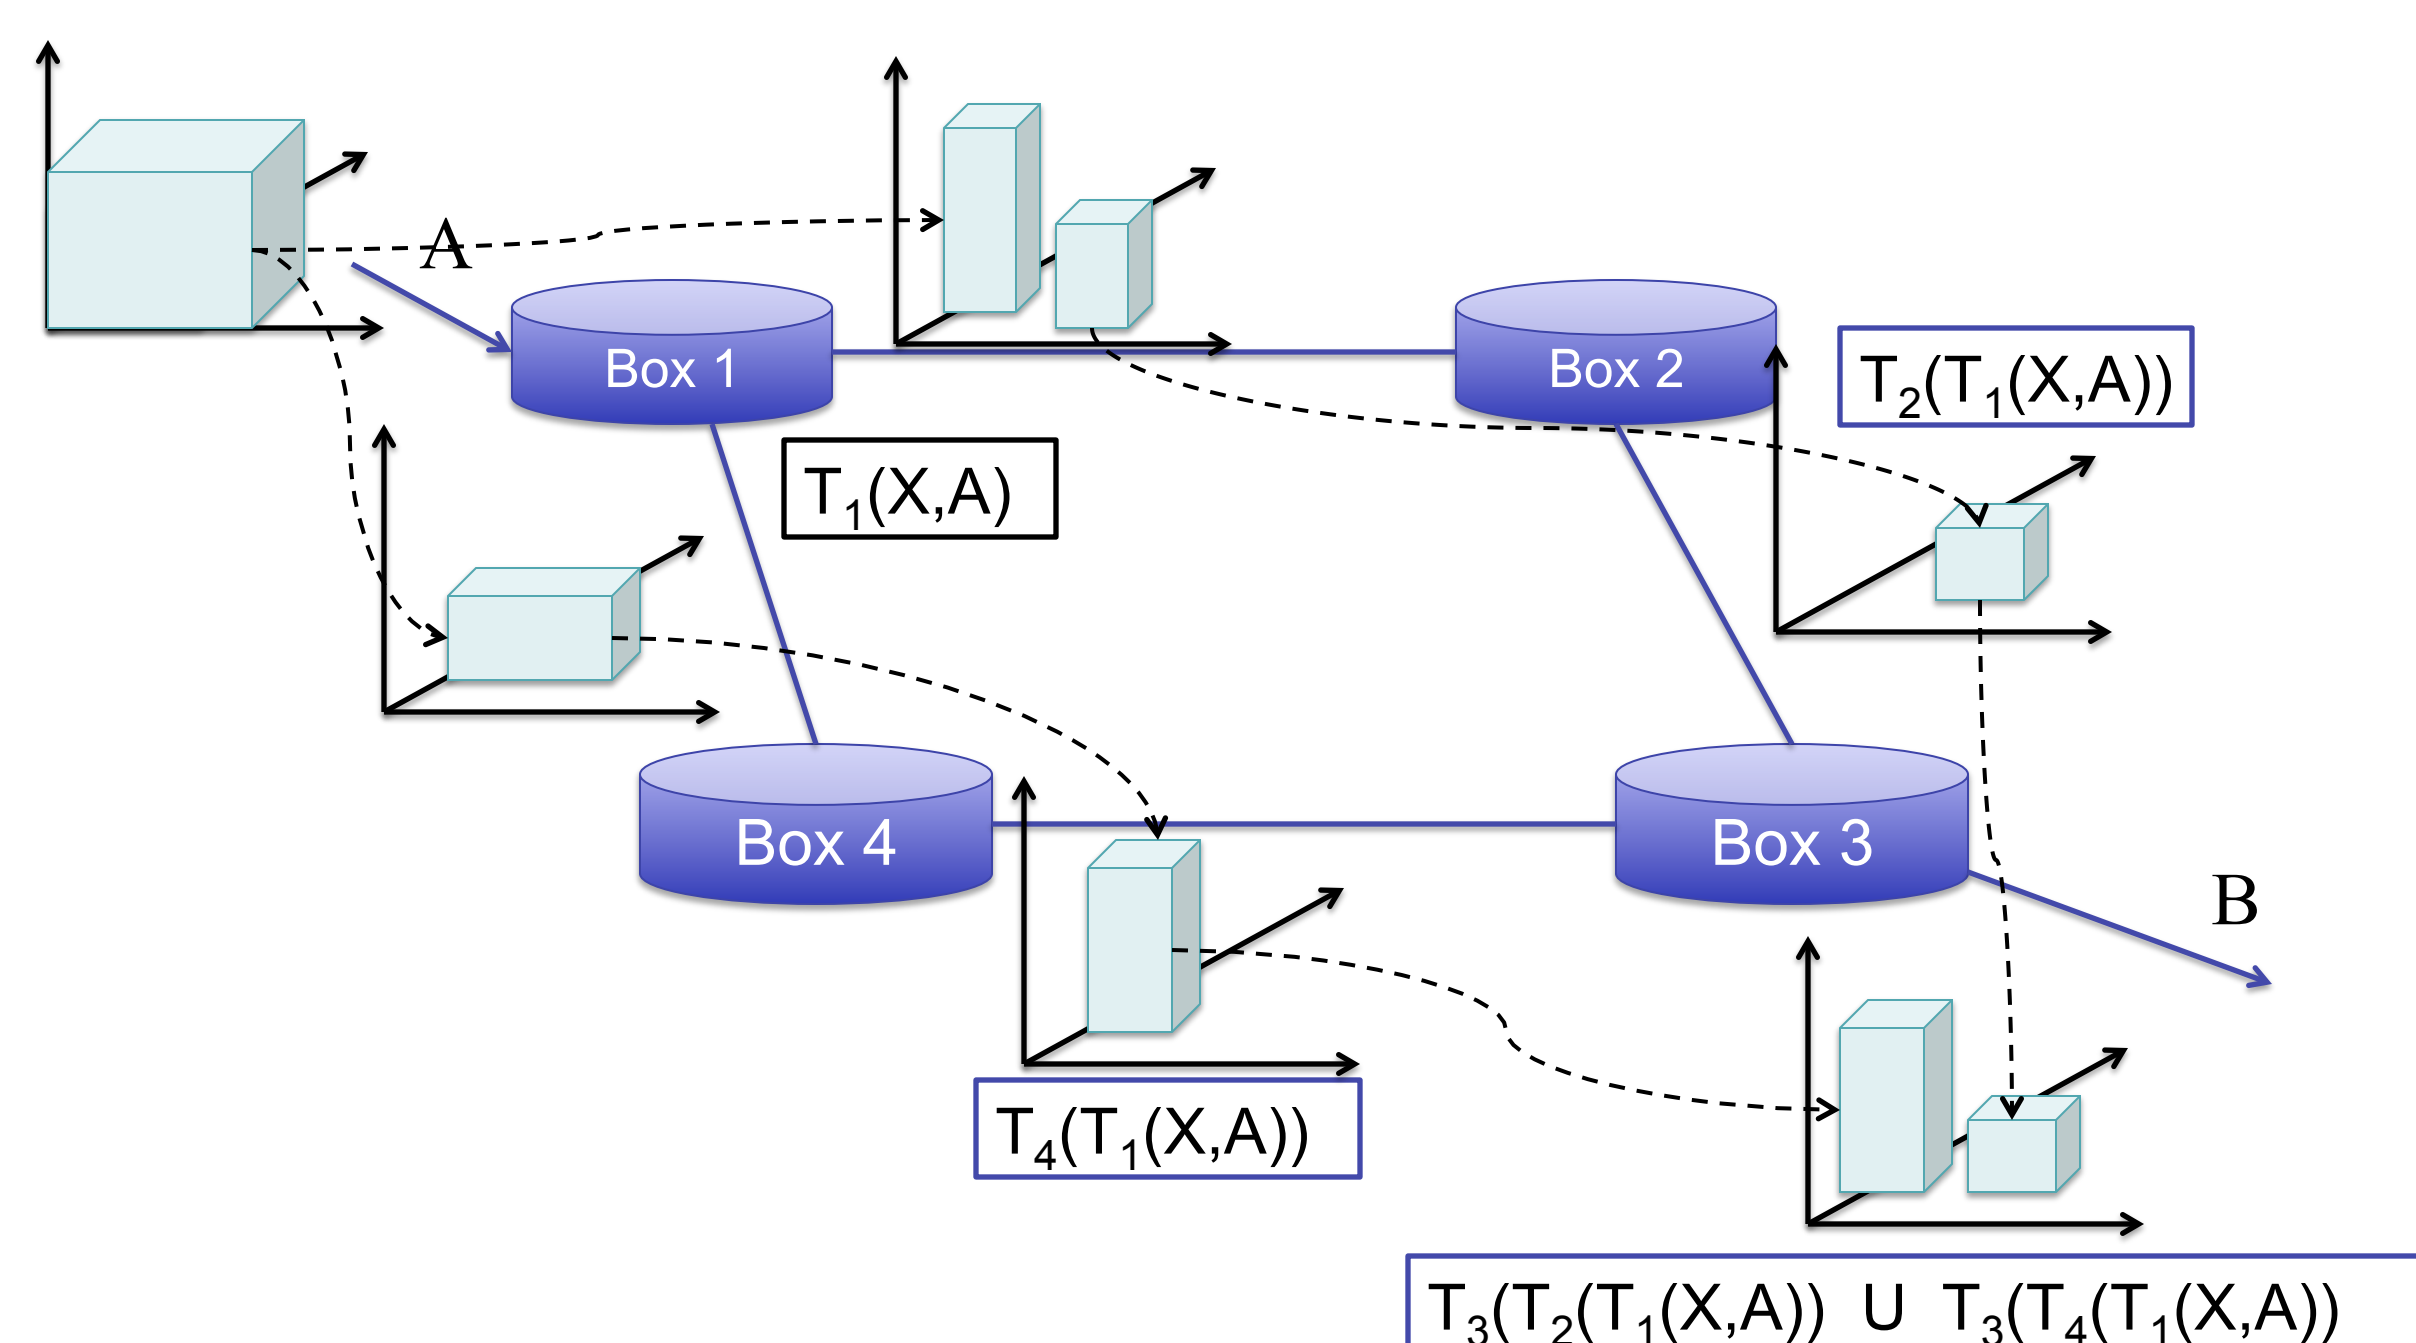 A
Box 1
Box 2
T₂(T₁(X,A))
T₁(X,A)
Box 4
Box 3
B
T₄(T₁(X,A))
T₃(T₂(T₁(X,A)) U T₃(T₄(T₁(X,A))